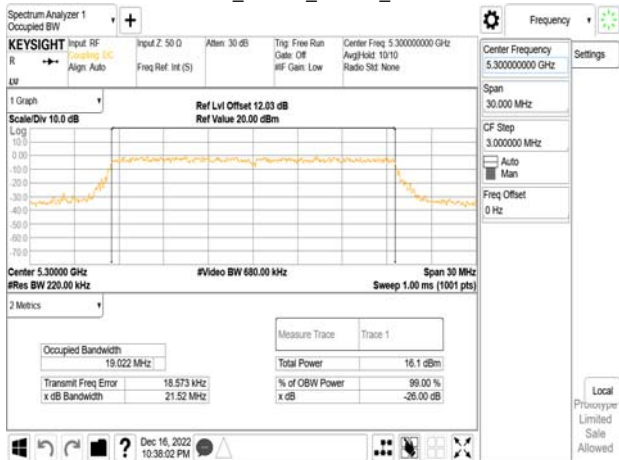 Spectrum Analyzer 1
Occupied BW
Frequency
KEYSIGHT
Input: RF
Coupling: DC
Align: Auto
R
LW
Input Z: 50 Ω
Freq Ref: Int (S)
Atten: 30 dB
Trig: Free Run
Gate: Off
#IF Gain: Low
Center Freq: 5.300000000 GHz
Avg|Hold: 10/10
Radio Std: None
Center Frequency
5.300000000 GHz
Settings
Span
30.000 MHz
CF Step
3.000000 MHz
Auto
Man
Freq Offset
0 Hz
1 Graph
Scale/Div 10.0 dB
Ref Lvl Offset 12.03 dB
Ref Value 20.00 dBm
Log
10.0
0.00
-10.0
-20.0
-30.0
-40.0
-50.0
-60.0
-70.0
Center 5.30000 GHz
#Video BW 680.00 kHz
Span 30 MHz
#Res BW 220.00 kHz
Sweep 1.00 ms (1001 pts)
2 Metrics
Measure Trace
Trace 1
Occupied Bandwidth
19.022 MHz
Total Power
16.1 dBm
Transmit Freq Error
18.573 kHz
% of OBW Power
99.00 %
x dB Bandwidth
21.52 MHz
x dB
-26.00 dB
Local
Prototype
Limited
Sale
Allowed
Dec 16, 2022
10:38:02 PM